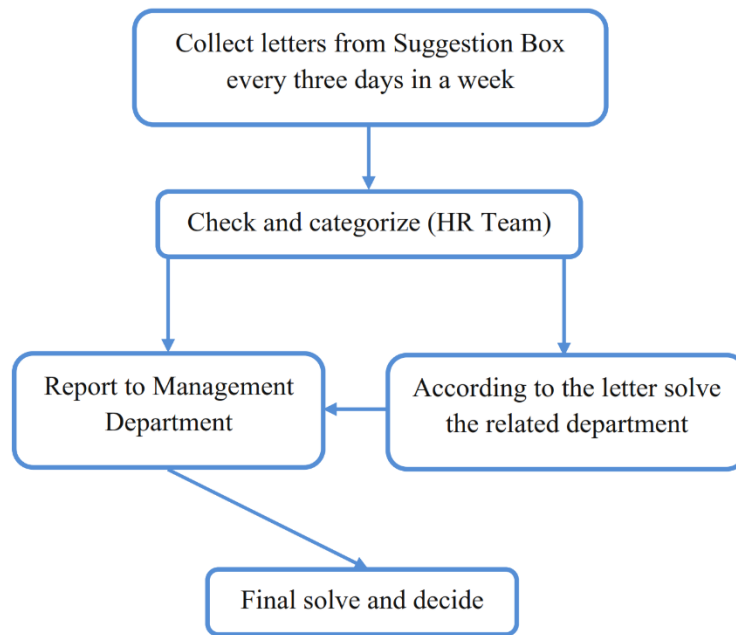 Collect letters from Suggestion Box
every three days in a week
Check and categorize (HR Team)
Report to Management
Department
According to the letter solve
the related department
Final solve and decide